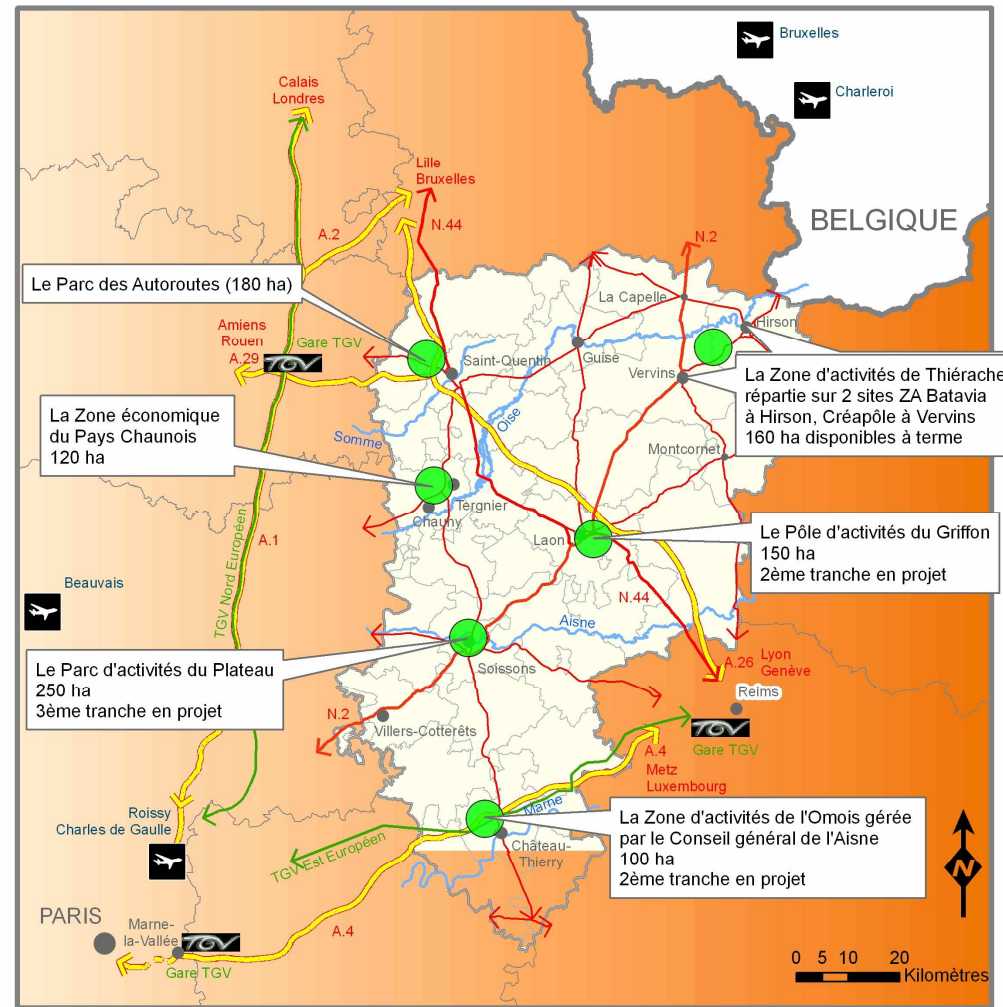 Bruxelles
Charleroi
BELGIQUE
Calais
Londres
Lille
Bruxelles
N.44
A.2
N.2
Le Parc des Autoroutes (180 ha)
La Capelle
Hirson
Amiens
Rouen
A.29
Gare TGV
TGV
Saint-Quentin
Guise
Vervins
La Zone d'activités de Thiérache
répartie sur 2 sites ZA Batavia
à Hirson, Créapôle à Vervins
160 ha disponibles à terme
La Zone économique
du Pays Chaunois
120 ha
Somme
Oise
Montcornet
Tergnier
Chauny
Laon
Le Pôle d'activités du Griffon
150 ha
2ème tranche en projet
A.1
TGV Nord Européen
Beauvais
N.44
Aisne
Le Parc d'activités du Plateau
250 ha
3ème tranche en projet
Soissons
A.26
Lyon
Genève
Reims
N.2
Villers-Cotterêts
TGV
Gare TGV
A.4
Metz
Luxembourg
Marne
Roissy
Charles de Gaulle
TGV Est Européen
Château-
Thierry
La Zone d'activités de l'Omois gérée
par le Conseil général de l'Aisne
100 ha
2ème tranche en projet
N
PARIS
Marne-
la-Vallée
TGV
Gare TGV
A.4
0 5 10 20
Kilomètres